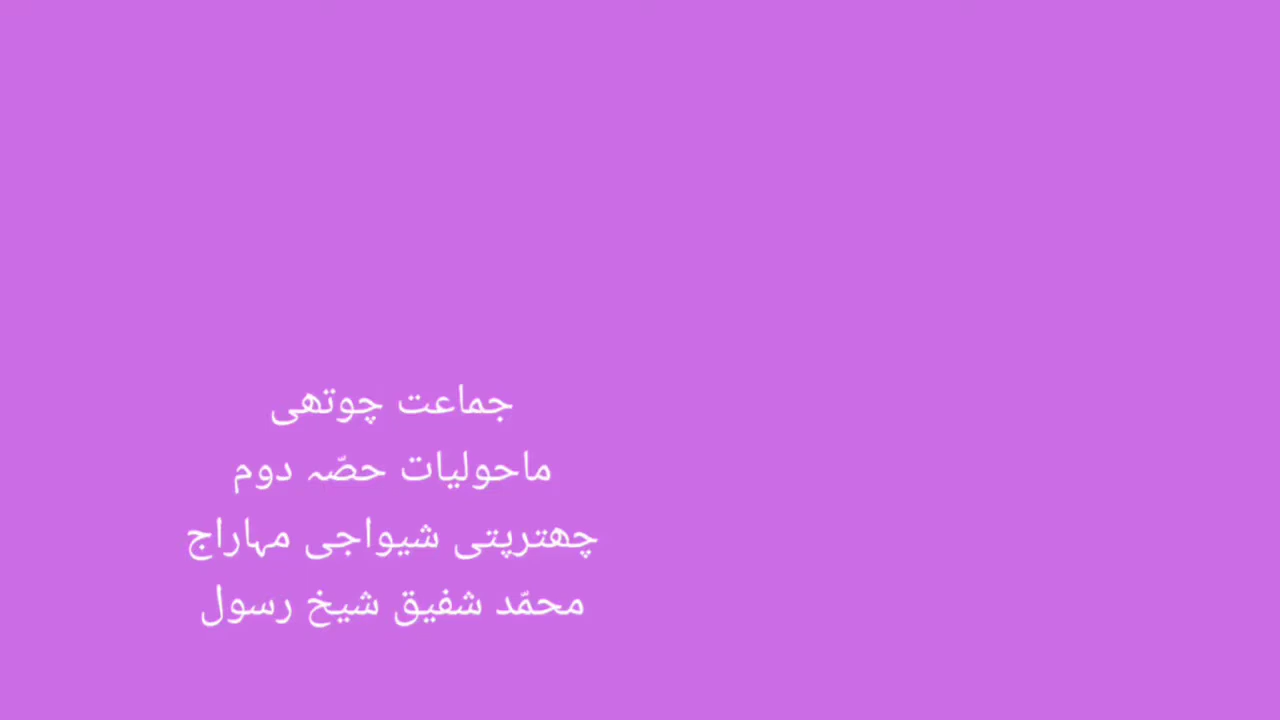 جماعت چوتھی
ماحولیات حصّہ دوم
چھترپتی شیواجی مہاراج
محمّد شفیق شیخ رسول